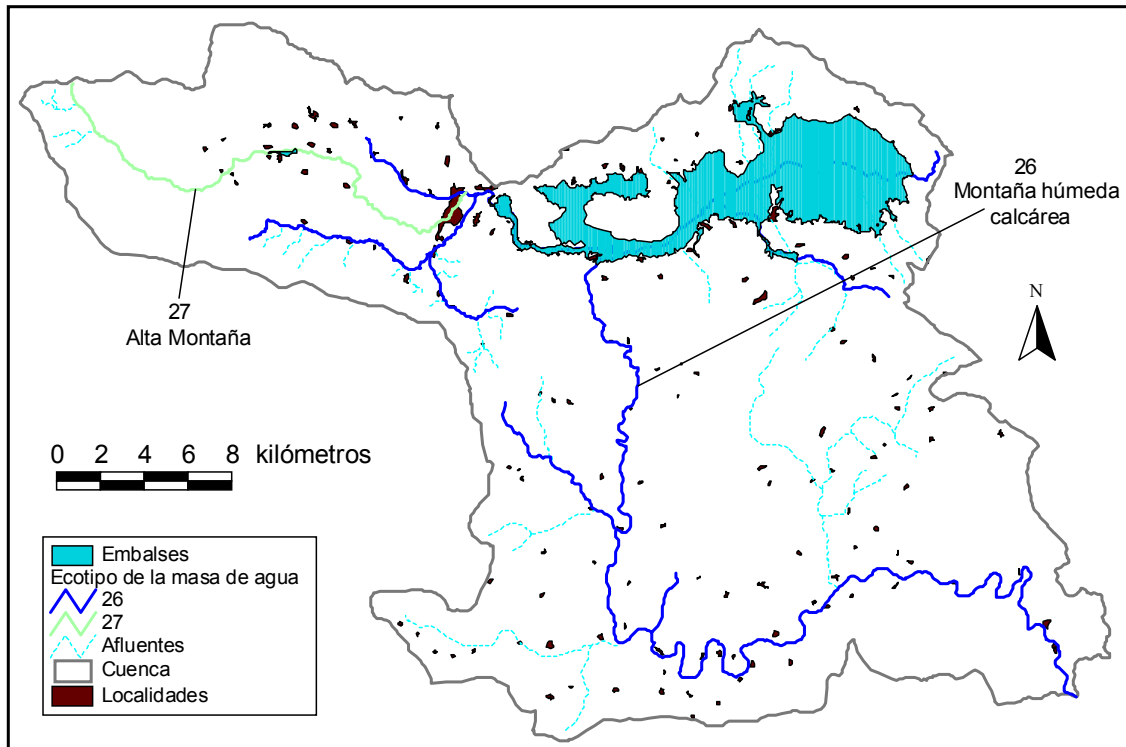 26
Montaña húmeda
calcárea
27
Alta Montaña
N
0 2 4 6 8 kilómetros
Embalses
Ecotipo de la masa de agua
26
27
Afluentes
Cuenca
Localidades